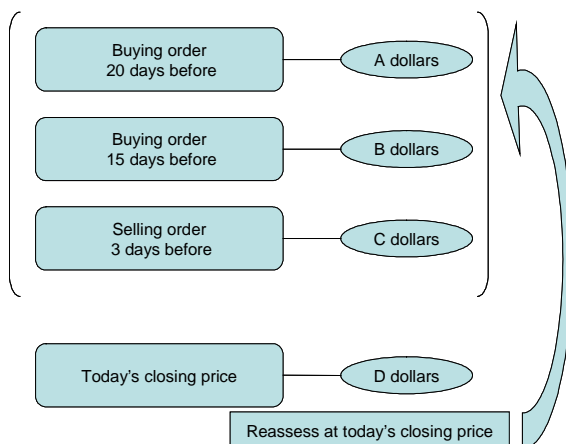 Buying order
20 days before
A dollars
Buying order
15 days before
B dollars
Selling order
3 days before
C dollars
Today’s closing price
D dollars
Reassess at today’s closing price